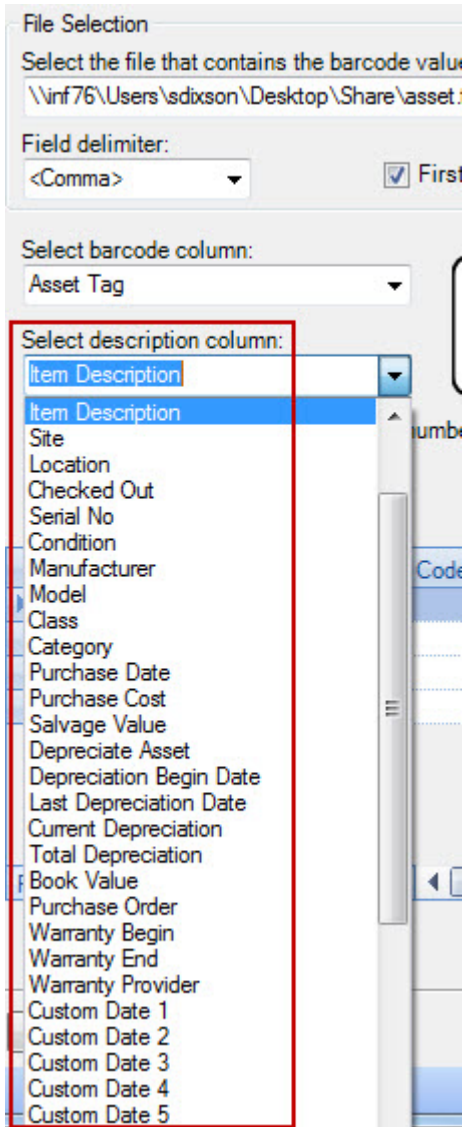 File Selection
Select the file that contains the barcode value
\\inf76\Users\sdixson\Desktop\Share\asset.
Field delimiter:
<Comma>
First
Select barcode column:
Asset Tag
Select description column:
Item Description
Item Description
Site
Location
Checked Out
Serial No
Condition
Manufacturer
Model
Class
Category
Purchase Date
Purchase Cost
Salvage Value
Depreciate Asset
Depreciation Begin Date
Last Depreciation Date
Current Depreciation
Total Depreciation
Book Value
Purchase Order
Warranty Begin
Warranty End
Warranty Provider
Custom Date 1
Custom Date 2
Custom Date 3
Custom Date 4
Custom Date 5
umbe
Code